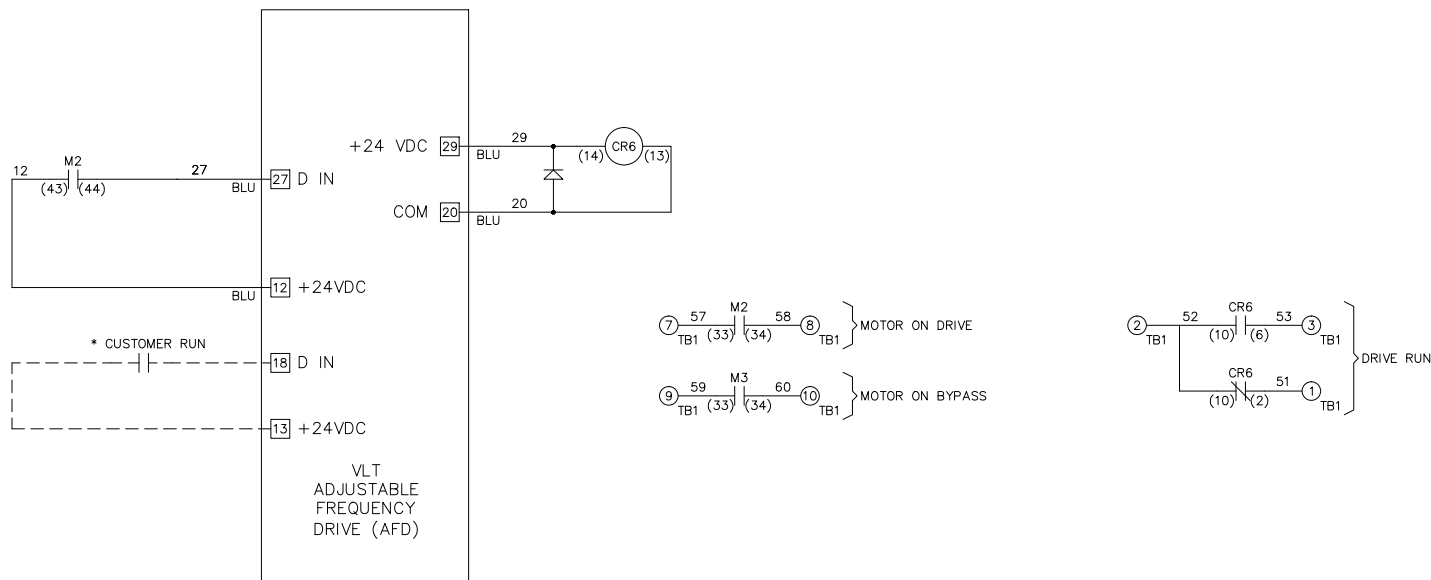 +24 VDC 29 29 BLU (14) CR6 (13)
12 M2 (43) (44) 27 BLU 27 D IN
COM 20 20 BLU
BLU 12 +24VDC
* CUSTOMER RUN
18 D IN
13 +24VDC
VLT
ADJUSTABLE
FREQUENCY
DRIVE (AFD)
7 TB1 57 (33) M2 (34) 58 8 TB1 MOTOR ON DRIVE
9 TB1 59 (33) M3 (34) 60 10 TB1 MOTOR ON BYPASS
2 TB1 52 (10) CR6 (6) 53 3 TB1
DRIVE RUN
(10) CR6 (2) 51 1 TB1